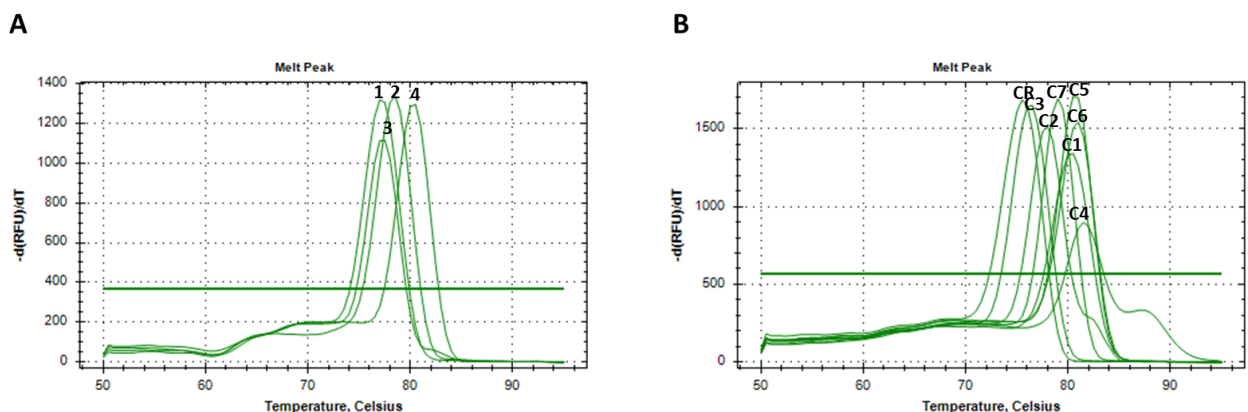 A
Melt Peak
1400
1200
1000
800
600
400
200
0
-d(RFU)/dT
1 2 4
3
50 60 70 80 90
Temperature, Celsius
B
Melt Peak
1500
1000
500
0
-d(RFU)/dT
CR C7 C5
C3
C2 C6
C1
C4
50 60 70 80 90
Temperature, Celsius